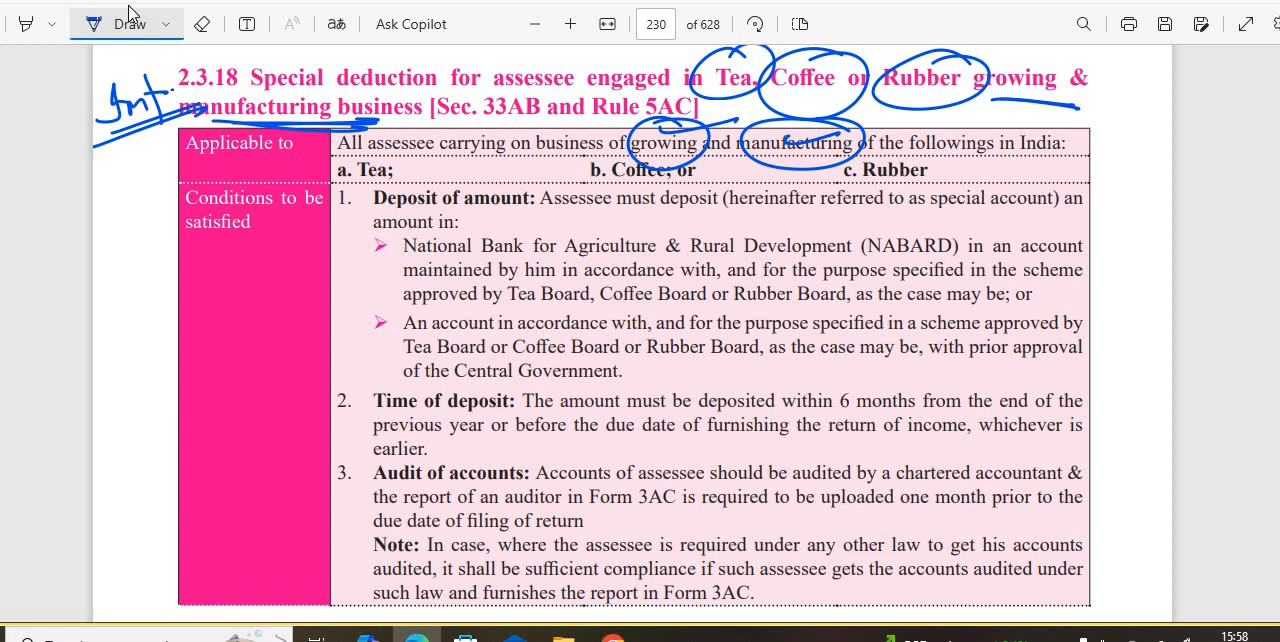 Draw
aあ
Ask Copilot
230 of 628
Imt.
2.3.18 Special deduction for assessee engaged in Tea, Coffee or Rubber growing &
manufacturing business [Sec. 33AB and Rule 5AC]
Applicable to
All assessee carrying on business of growing and manufacturing of the followings in India:
a. Tea; b. Coffee; or c. Rubber
Conditions to be
satisfied
1. Deposit of amount: Assessee must deposit (hereinafter referred to as special account) an
amount in:
➢ National Bank for Agriculture & Rural Development (NABARD) in an account
maintained by him in accordance with, and for the purpose specified in the scheme
approved by Tea Board, Coffee Board or Rubber Board, as the case may be; or
➢ An account in accordance with, and for the purpose specified in a scheme approved by
Tea Board or Coffee Board or Rubber Board, as the case may be, with prior approval
of the Central Government.
2. Time of deposit: The amount must be deposited within 6 months from the end of the
previous year or before the due date of furnishing the return of income, whichever is
earlier.
3. Audit of accounts: Accounts of assessee should be audited by a chartered accountant &
the report of an auditor in Form 3AC is required to be uploaded one month prior to the
due date of filing of return
Note: In case, where the assessee is required under any other law to get his accounts
audited, it shall be sufficient compliance if such assessee gets the accounts audited under
such law and furnishes the report in Form 3AC.
15:58